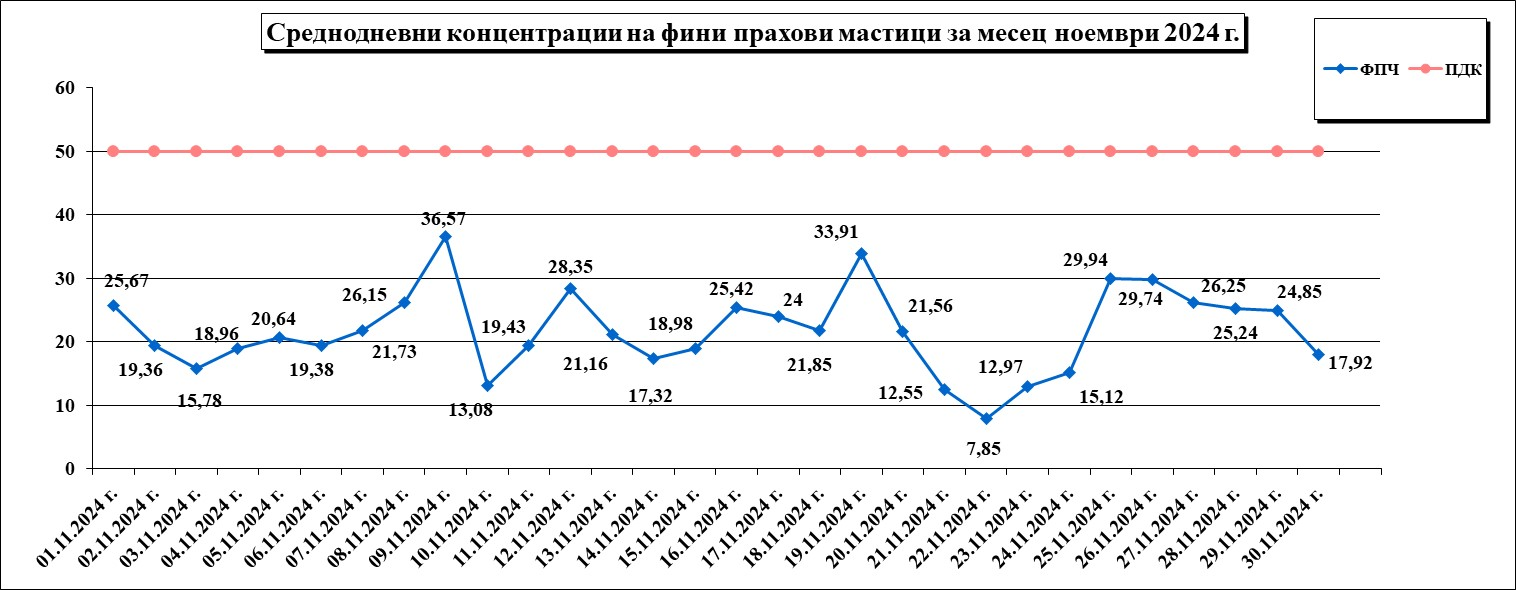 Среднодневни концентрации на фини прахови мастици за месец ноември 2024 г.
ФПЧ ПДК
60
50
40
30
20
10
0
25,67
19,36
15,78
18,96
20,64
19,38
21,73
26,15
36,57
13,08
19,43
28,35
21,16
17,32
18,98
25,42
24
21,85
33,91
21,56
12,55
7,85
12,97
15,12
29,94
29,74
26,25
25,24
24,85
17,92
01.11.2024 г.
02.11.2024 г.
03.11.2024 г.
04.11.2024 г.
05.11.2024 г.
06.11.2024 г.
07.11.2024 г.
08.11.2024 г.
09.11.2024 г.
10.11.2024 г.
11.11.2024 г.
12.11.2024 г.
13.11.2024 г.
14.11.2024 г.
15.11.2024 г.
16.11.2024 г.
17.11.2024 г.
18.11.2024 г.
19.11.2024 г.
20.11.2024 г.
21.11.2024 г.
22.11.2024 г.
23.11.2024 г.
24.11.2024 г.
25.11.2024 г.
26.11.2024 г.
27.11.2024 г.
28.11.2024 г.
29.11.2024 г.
30.11.2024 г.